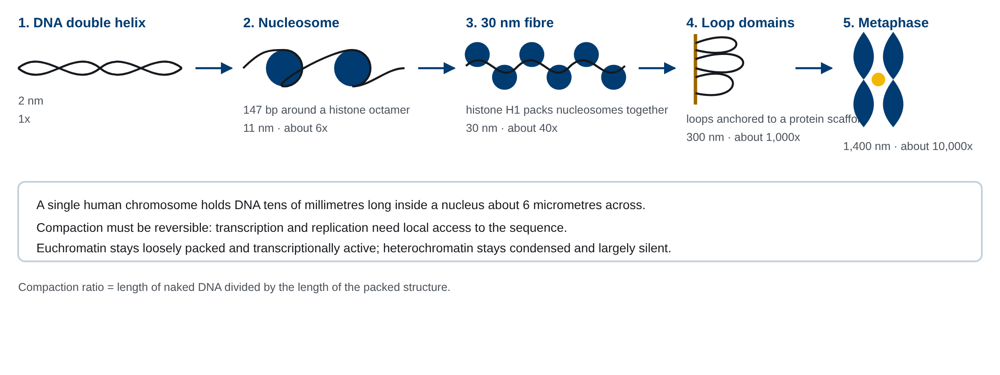 1. DNA double helix
2 nm
1x
2. Nucleosome
147 bp around a histone octamer
11 nm · about 6x
3. 30 nm fibre
histone H1 packs nucleosomes together
30 nm · about 40x
4. Loop domains
loops anchored to a protein
300 nm · about 1,000x
5. Metaphase
1,400 nm · about 10,000x
A single human chromosome holds DNA tens of millimetres long inside a nucleus about 6 micrometres across.
Compaction must be reversible: transcription and replication need local access to the sequence.
Euchromatin stays loosely packed and transcriptionally active; heterochromatin stays condensed and largely silent.
Compaction ratio = length of naked DNA divided by the length of the packed structure.